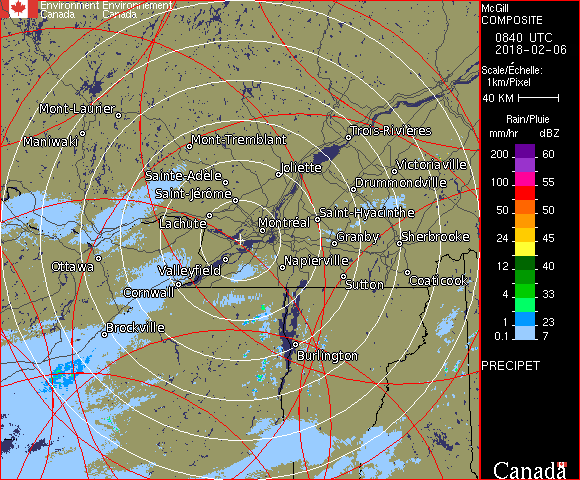 Environment Environnement
Canada Canada
McGill
COMPOSITE
0840 UTC
2018-02-06
Scale/Échelle:
1km/Pixel
40 KM
Rain/Pluie
mm/hr dBZ
200 60
100 55
50 50
24 45
12 40
4 33
1 23
0.1 7
PRECIPET
Canada
Mont-Laurier
Maniwaki
Mont-Tremblant
Trois-Rivières
Sainte-Adèle
Joliette
Victoriaville
Saint-Jérôme
Drummondville
Lachute
Montréal
Saint-Hyacinthe
Granby
Sherbrooke
Ottawa
Valleyfield
Napierville
Cornwall
Sutton
Coaticook
Brockville
Burlington